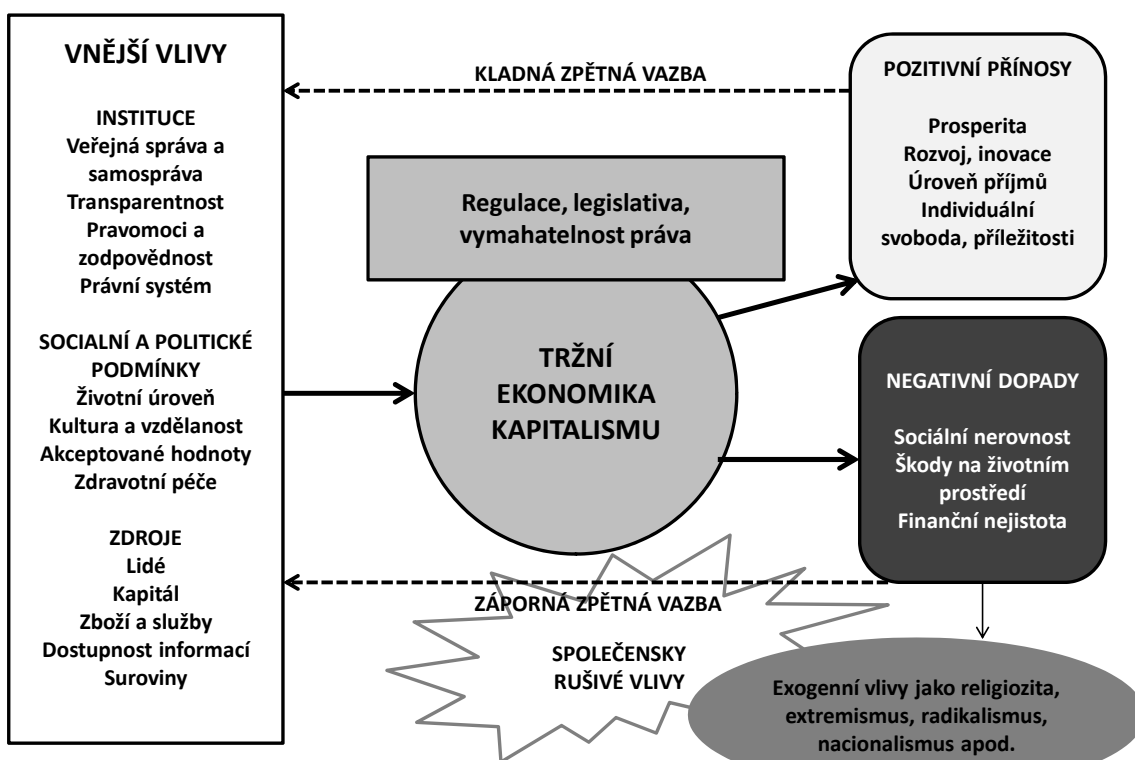 VNĚJŠÍ VLIVY
INSTITUCE
Veřejná správa a
samospráva
Transparentnost
Pravomoci a
zodpovědnost
Právní systém
SOCIALNÍ A POLITICKÉ
PODMÍNKY
Životní úroveň
Kultura a vzdělanost
Akceptované hodnoty
Zdravotní péče
ZDROJE
Lidé
Kapitál
Zboží a služby
Dostupnost informací
Suroviny
KLADNÁ ZPĚTNÁ VAZBA
Regulace, legislativa,
vymahatelnost práva
TRŽNÍ
EKONOMIKA
KAPITALISMU
POZITIVNÍ PŘÍNOSY
Prosperita
Rozvoj, inovace
Úroveň příjmů
Individuální
svoboda, příležitosti
NEGATIVNÍ DOPADY
Sociální nerovnost
Škody na životním
prostředí
Finanční nejistota
ZÁPORNÁ ZPĚTNÁ VAZBA
SPOLEČENSKY
RUŠIVÉ VLIVY
Exogenní vlivy jako religiozita,
extremismus, radikalismus,
nacionalismus apod.